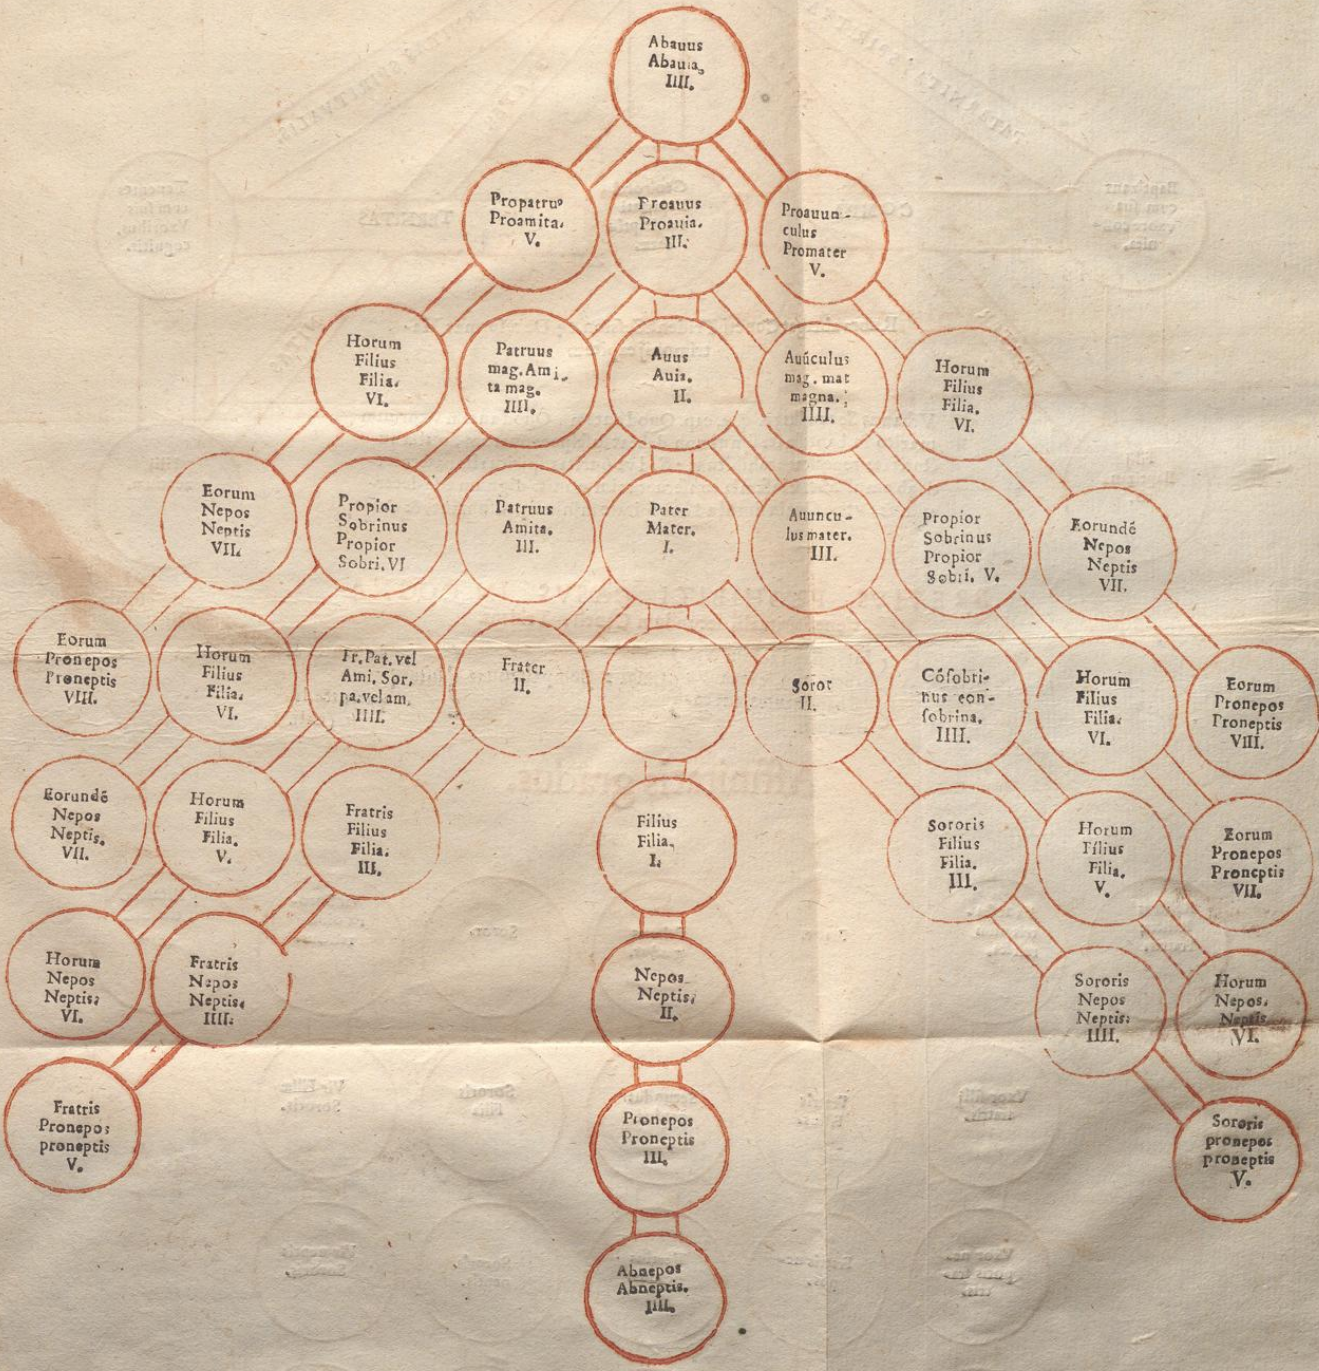 Abauus
Abauia,
IIII.
Propatru⁹
Proamita.
V.
Proauus
Proauia.
III.
Proauun-
culus
Promater
V.
Horum
Filius
Filia.
VI.
Patruus
mag. Ami-
ta mag.
IIII.
Auus
Auia.
II.
Auúculus
mag. mat
magna.
IIII.
Horum
Filius
Filia.
VI.
Eorum
Nepos
Neptis
VII.
Propior
Sobrinus
Propior
Sobri. VI
Patruus
Amita.
III.
Pater
Mater.
I.
Auuncu-
lus mater.
III.
Propior
Sobrinus
Propior
Sobri. V.
Eorundé
Nepos
Neptis
VII.
Eorum
Pronepos
Proneptis
VIII.
Horum
Filius
Filia.
VI.
Fr. Pat. vel
Ami. Sor.
pa. vel am.
IIII.
Frater
II.
Soror
II.
Cósobri-
nus con-
sobrina.
IIII.
Horum
Filius
Filia.
VI.
Eorum
Pronepos
Proneptis
VIII.
Eorundé
Nepos
Neptis.
VII.
Horum
Filius
Filia.
V.
Fratris
Filius
Filia.
III.
Filius
Filia,
I.
Sororis
Filius
Filia.
III.
Horum
Filius
Filia.
V.
Eorum
Pronepos
Proneptis
VII.
Horum
Nepos
Neptis.
VI.
Fratris
Nepos
Neptis.
IIII.
Nepos
Neptis.
II.
Sororis
Nepos
Neptis.
IIII.
Horum
Nepos.
Neptis
VI.
Fratris
Pronepos
proneptis
V.
Pronepos
Proneptis
III.
Sororis
pronepos
proneptis
V.
Abnepos
Abneptis.
IIII.